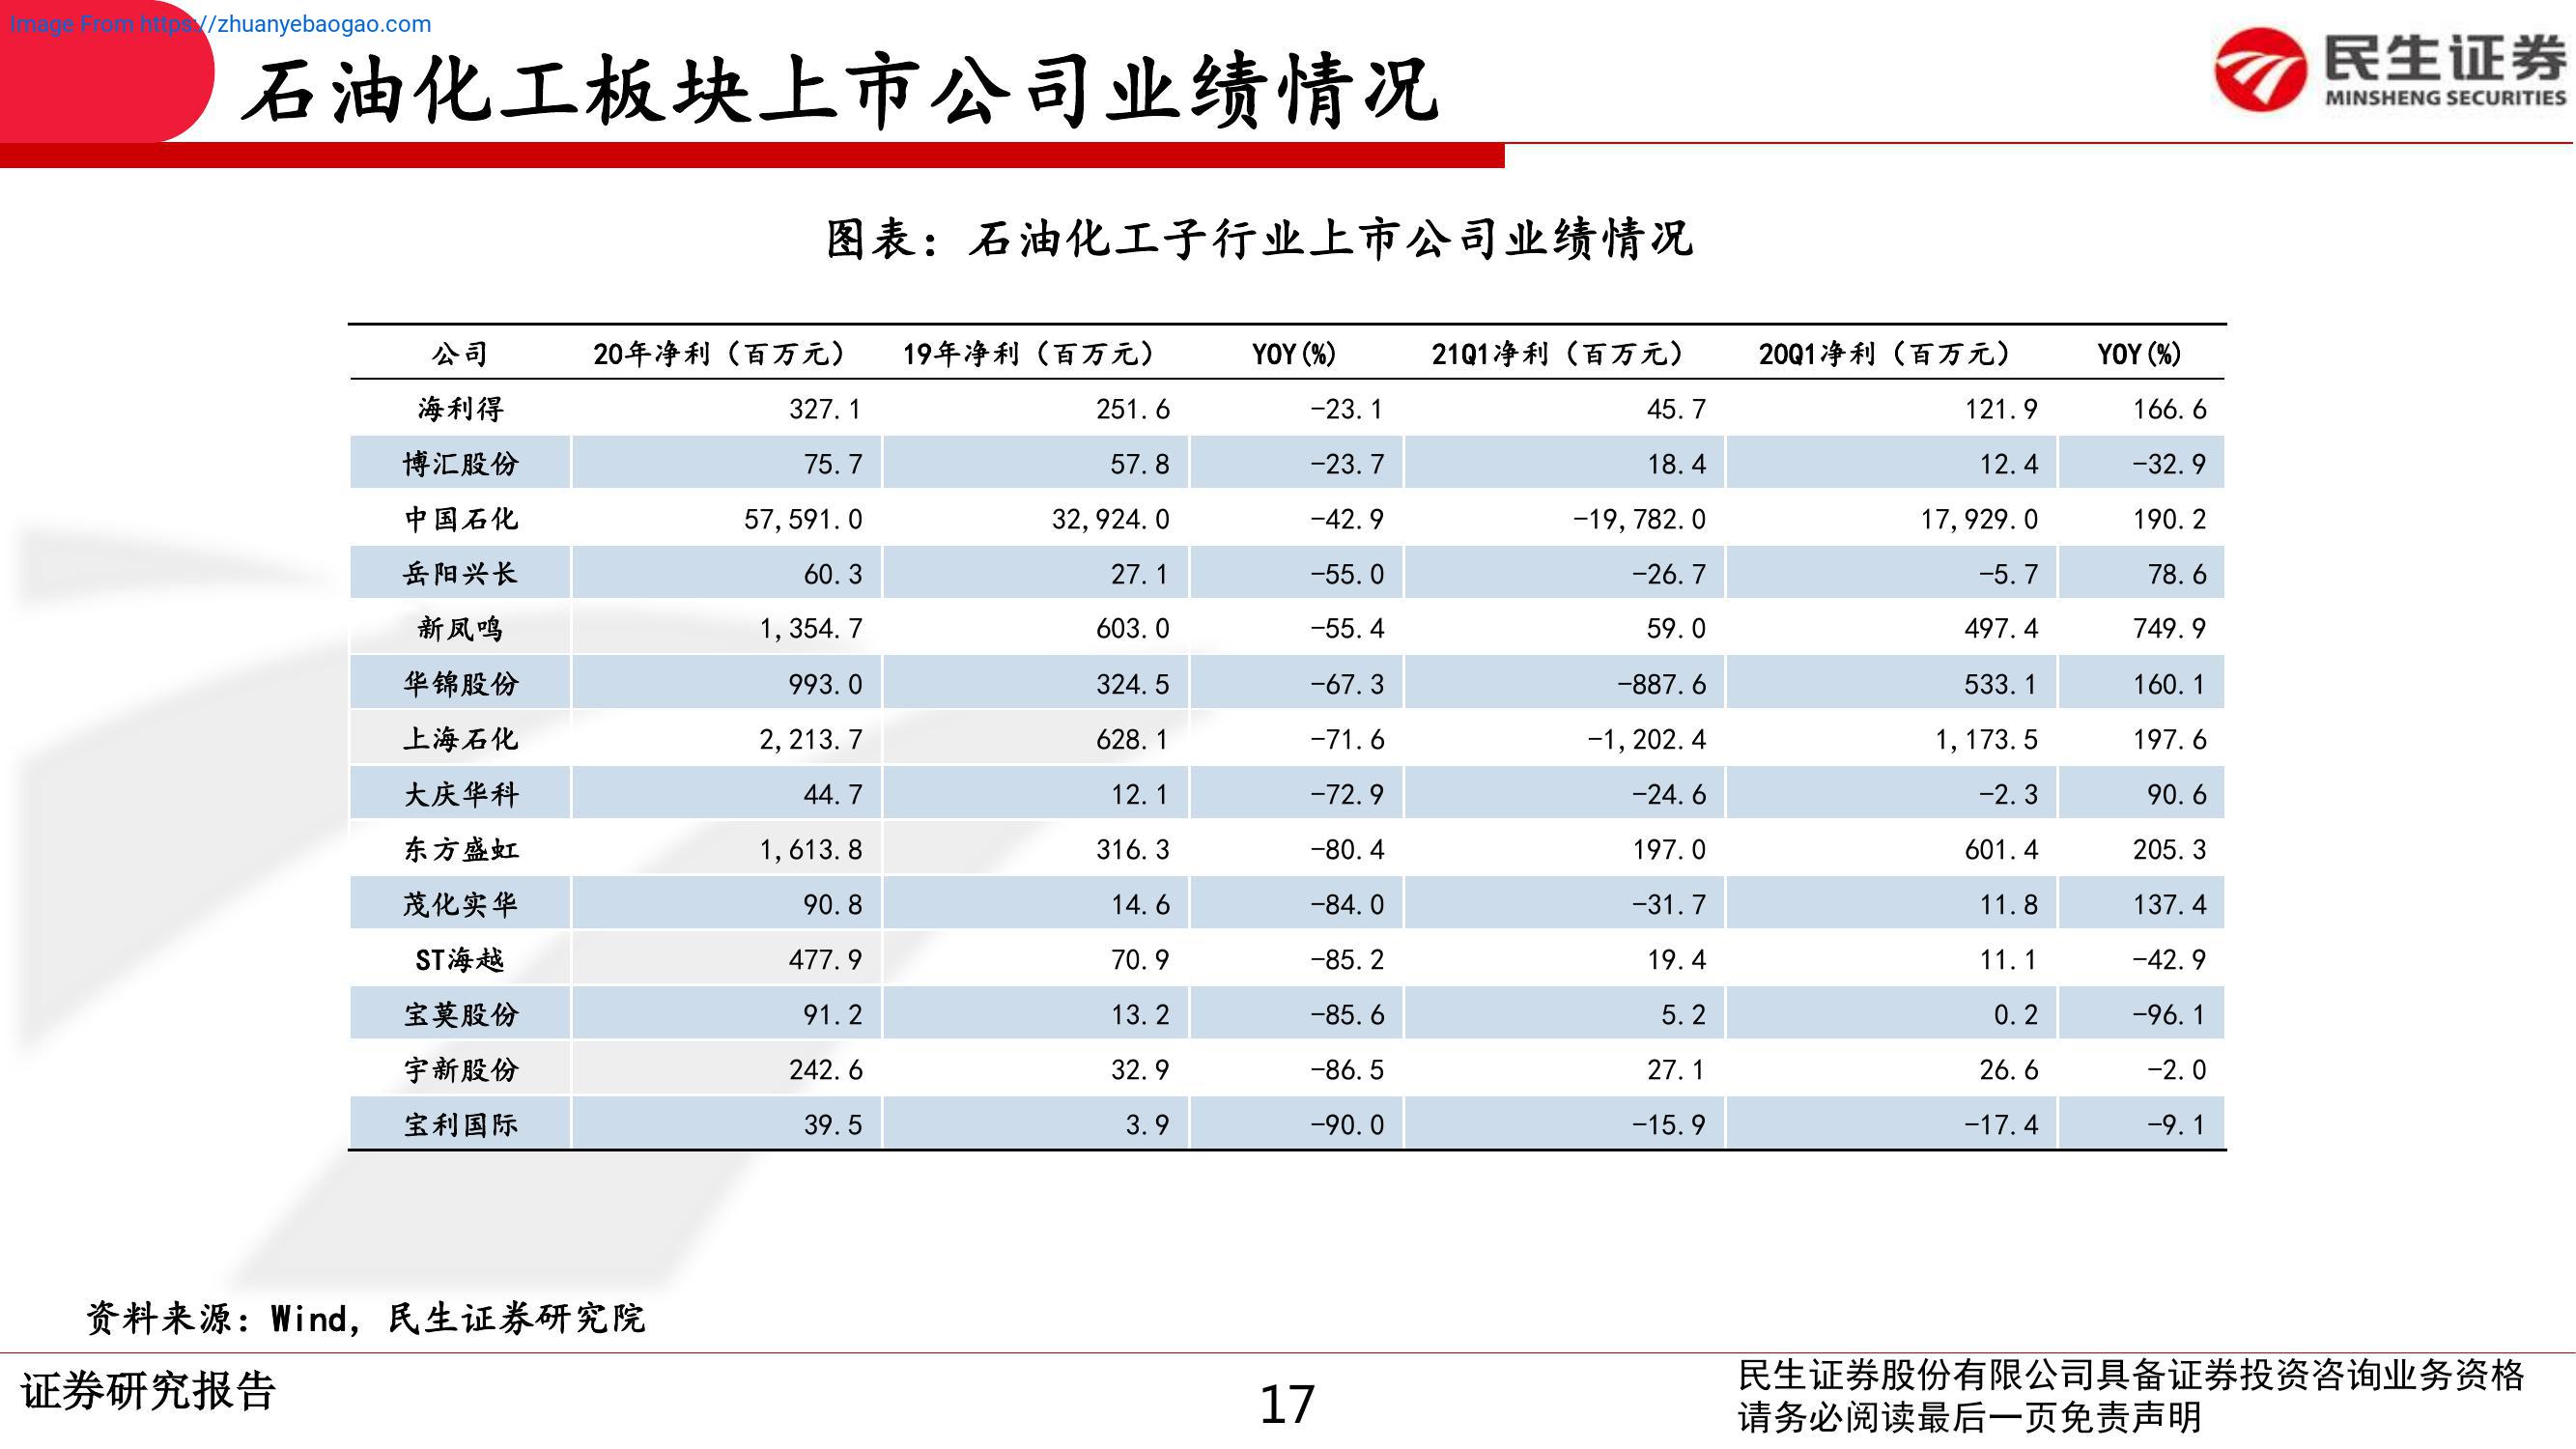 Image From https://zhuanyebaogao.com
石油化工板块上市公司业绩情况
民生证券
MINSHENG SECURITIES
图表：石油化工子行业上市公司业绩情况
公司 20年净利（百万元） 19年净利（百万元） YOY(%) 21Q1净利（百万元） 20Q1净利（百万元） YOY(%)
海利得 327.1 251.6 -23.1 45.7 121.9 166.6
博汇股份 75.7 57.8 -23.7 18.4 12.4 -32.9
中国石化 57,591.0 32,924.0 -42.9 -19,782.0 17,929.0 190.2
岳阳兴长 60.3 27.1 -55.0 -26.7 -5.7 78.6
新凤鸣 1,354.7 603.0 -55.4 59.0 497.4 749.9
华锦股份 993.0 324.5 -67.3 -887.6 533.1 160.1
上海石化 2,213.7 628.1 -71.6 -1,202.4 1,173.5 197.6
大庆华科 44.7 12.1 -72.9 -24.6 -2.3 90.6
东方盛虹 1,613.8 316.3 -80.4 197.0 601.4 205.3
茂化实华 90.8 14.6 -84.0 -31.7 11.8 137.4
ST海越 477.9 70.9 -85.2 19.4 11.1 -42.9
宝莫股份 91.2 13.2 -85.6 5.2 0.2 -96.1
宇新股份 242.6 32.9 -86.5 27.1 26.6 -2.0
宝利国际 39.5 3.9 -90.0 -15.9 -17.4 -9.1
资料来源：Wind，民生证券研究院
证券研究报告
17
民生证券股份有限公司具备证券投资咨询业务资格
请务必阅读最后一页免责声明